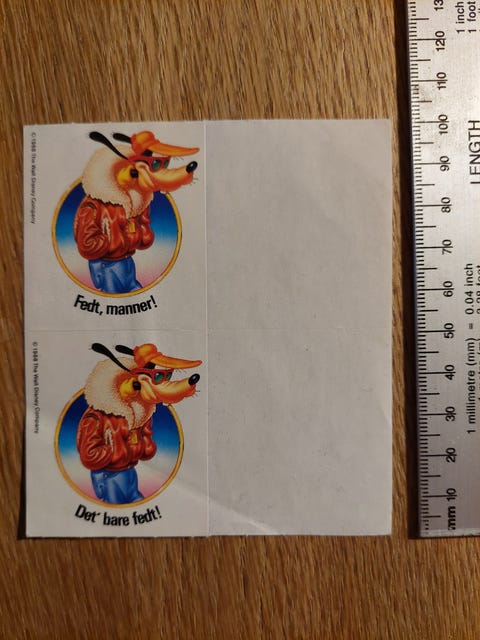 © 1988 The Walt Disney Company
Fedt, manner!
© 1988 The Walt Disney Company
Det' bare fedt!
1 inch
1 foot
LENGTH
1 millimetre (mm) = 0.04 inch
120
110
100
90
80
70
60
50
40
30
20
mm 10